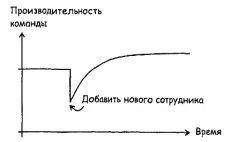 Производительность
команды
Добавить нового сотрудника
Время